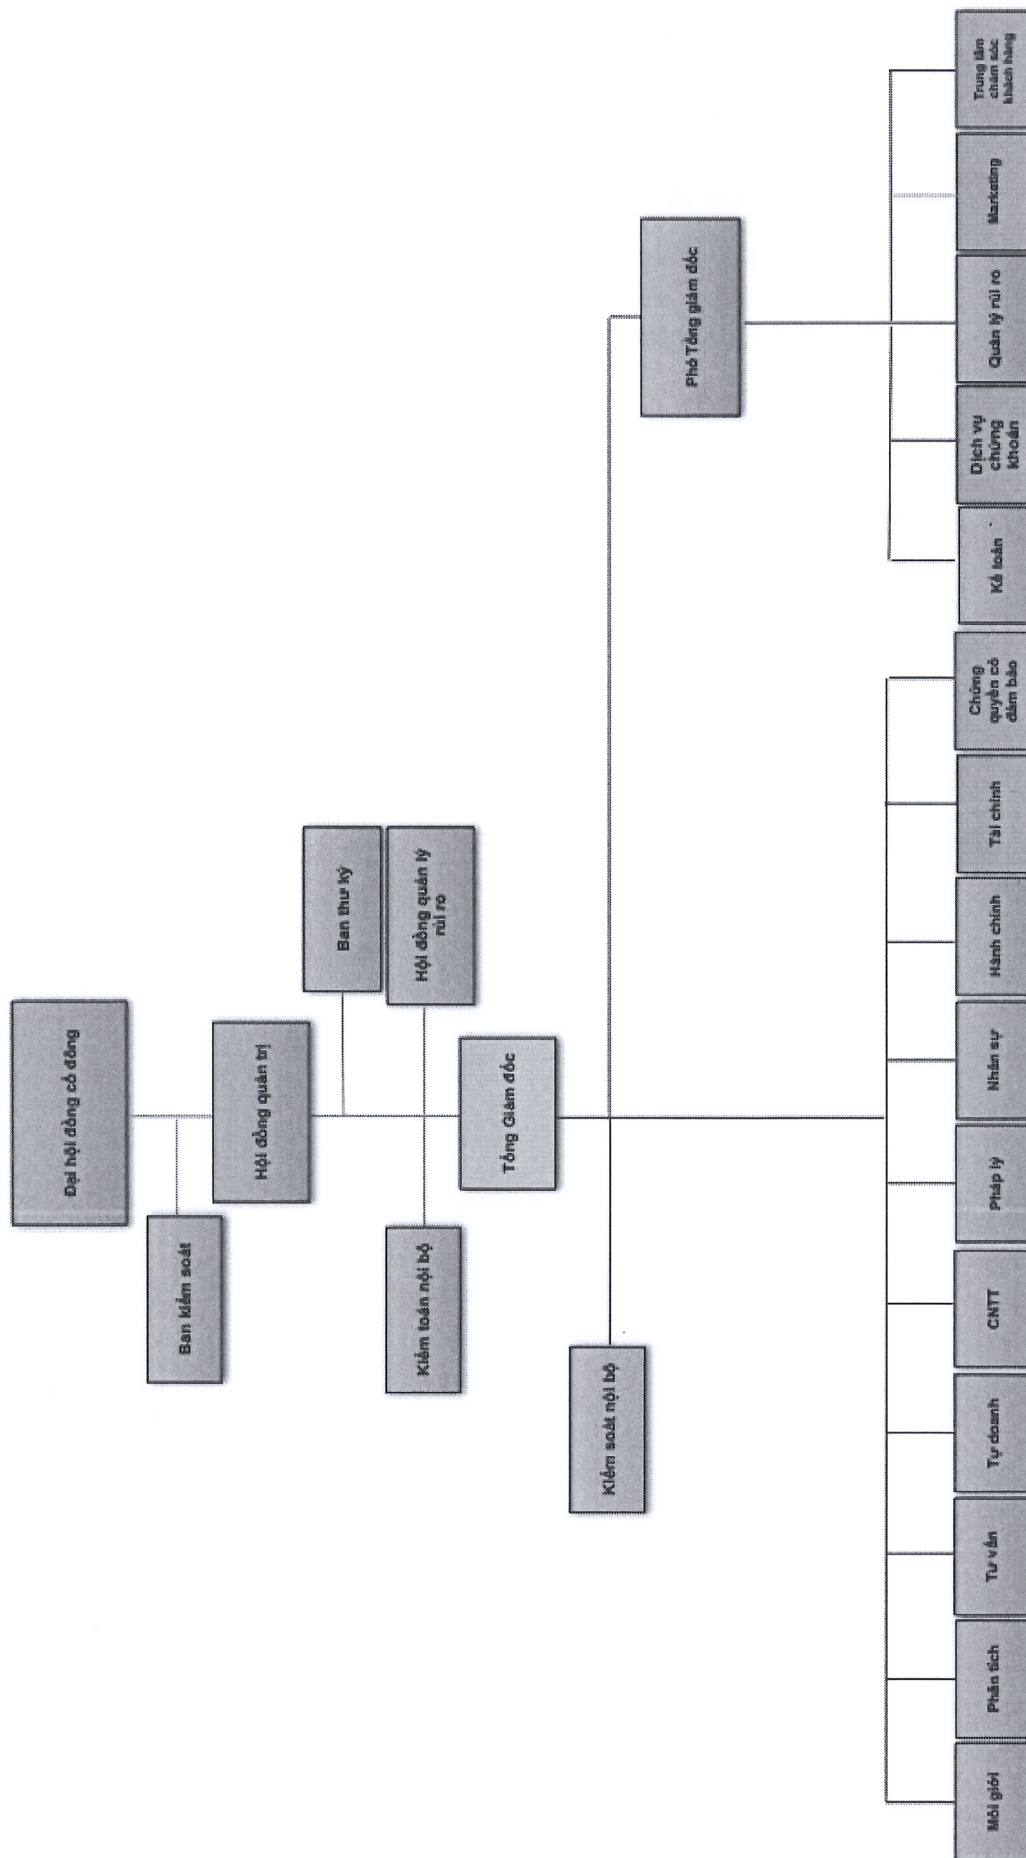 Đại hội đồng cổ đông
Ban kiểm soát
Hội đồng quản trị
Ban thư ký
Kiểm toán nội bộ
Hội đồng quản lý
rủi ro
Tổng Giám đốc
Kiểm soát nội bộ
Phó Tổng giám đốc
Môi giới
Phân tích
Tư vấn
Tự doanh
CNTT
Pháp lý
Nhân sự
Hành chính
Tài chính
Chứng
quyền có
đảm bảo
Kế toán
Dịch vụ
chứng
khoán
Quản lý rủi ro
Marketing
Trung tâm
chăm sóc
khách hàng